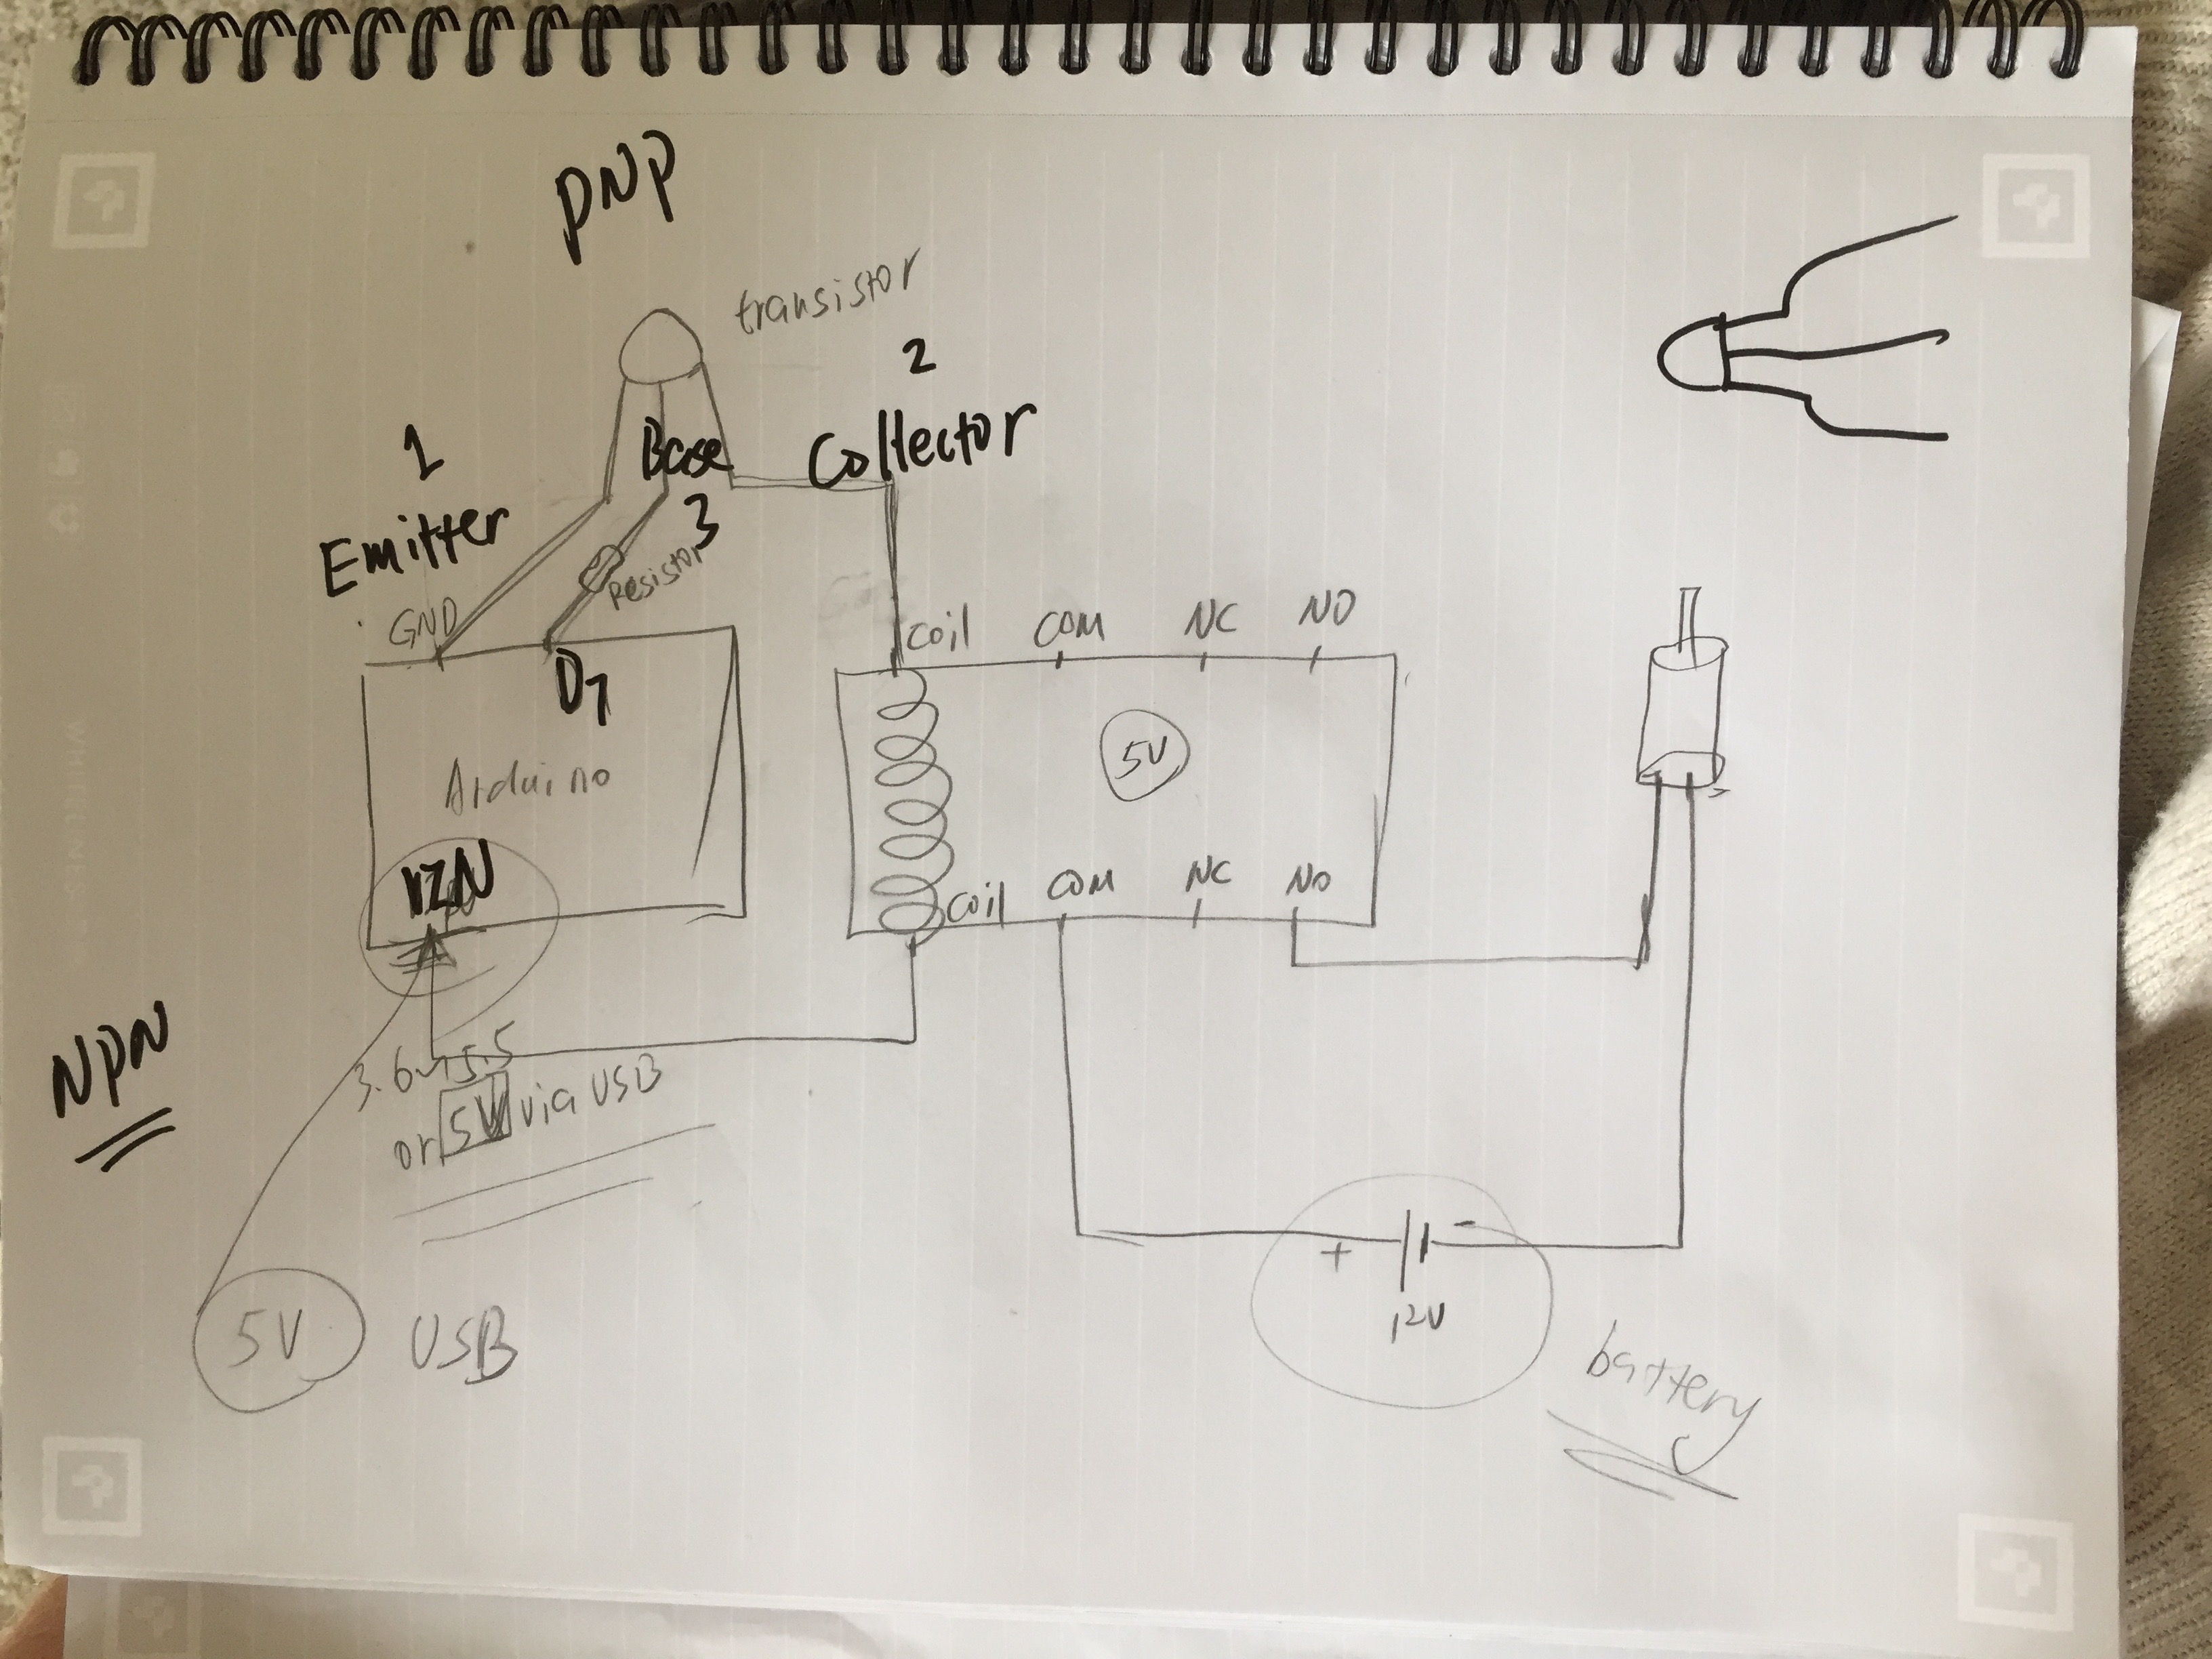 PNP
transistor
2
Collector
1
Base
3
Emitter
Resistor
GND
D7
coil
COM
NC
NO
5V
Arduino
VIN
coil
COM
NC
NO
NPN
3.6~15.5
or 5V via USB
5V
USB
+ -
12V
battery